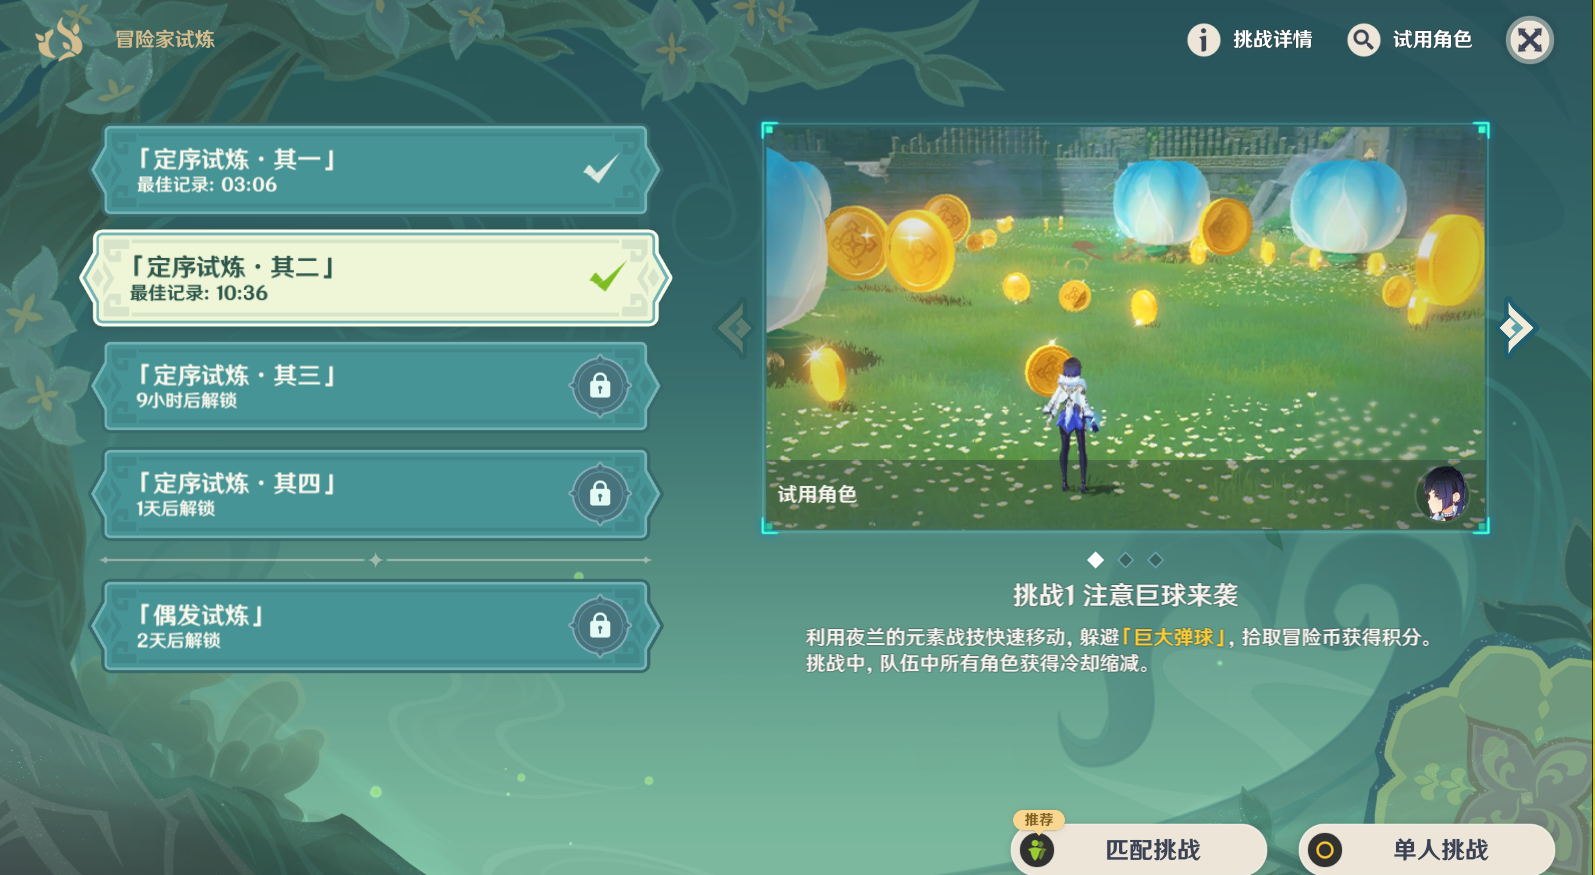 冒险家试炼
挑战详情
试用角色
「定序试炼·其一」
最佳记录: 03:06
「定序试炼·其二」
最佳记录: 10:36
「定序试炼·其三」
9小时后解锁
「定序试炼·其四」
1天后解锁
「偶发试炼」
2天后解锁
试用角色
挑战1 注意巨球来袭
利用夜兰的元素战技快速移动, 躲避「巨大弹球」, 拾取冒险币获得积分。
挑战中, 队伍中所有角色获得冷却缩减。
推荐
匹配挑战
单人挑战